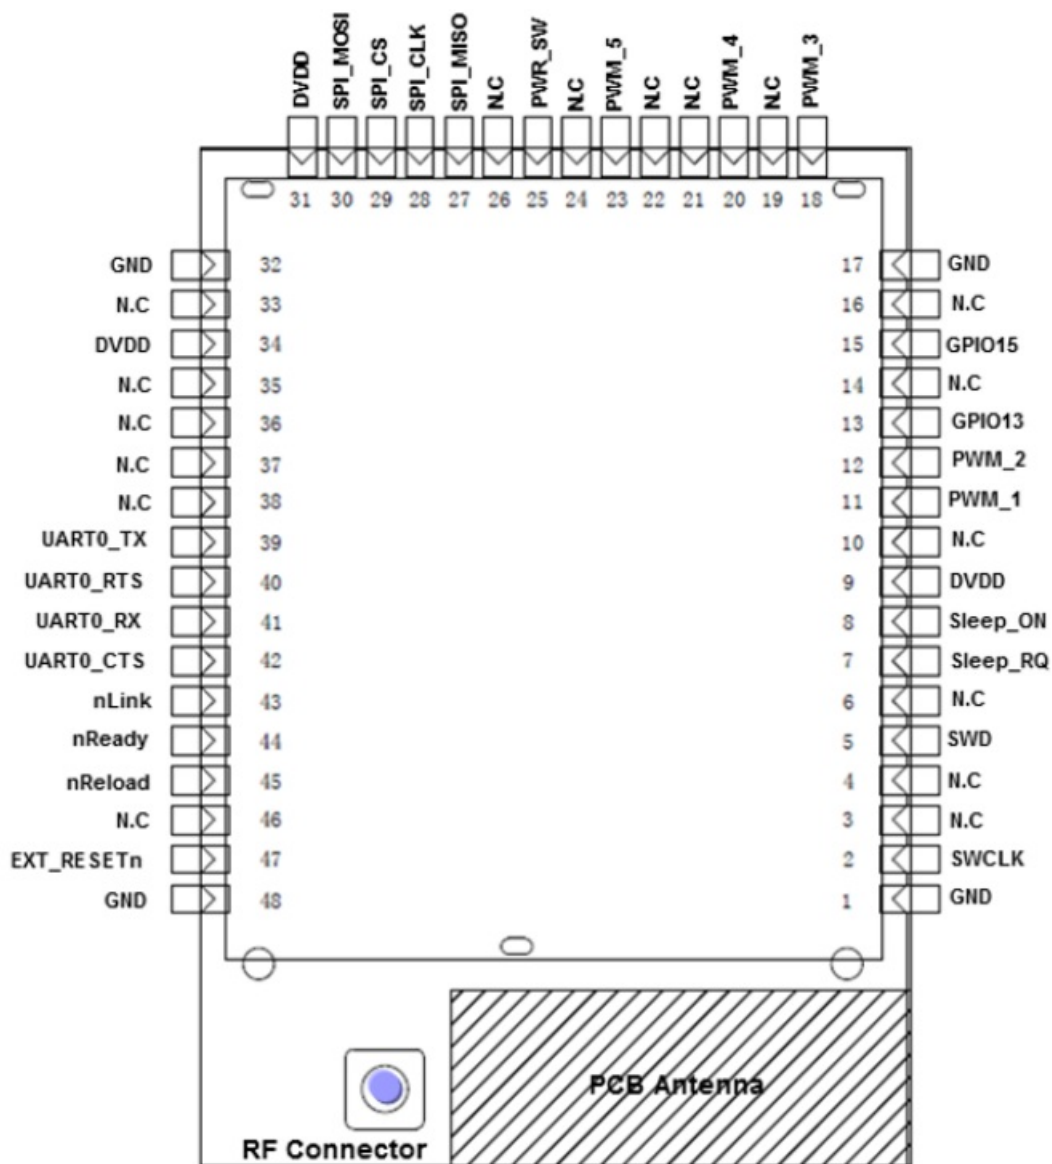 DVDD SPI_MOSI SPI_CS SPI_CLK SPI_MISO N.C PWR_SW N.C PWM_5 N.C N.C PWM_4 N.C PWM_3
31 30 29 28 27 26 25 24 23 22 21 20 19 18
GND 32 17 GND
N.C 33 16 N.C
DVDD 34 15 GPIO15
N.C 35 14 N.C
N.C 36 13 GPIO13
N.C 37 12 PWM_2
N.C 38 11 PWM_1
UART0_TX 39 10 N.C
UART0_RTS 40 9 DVDD
UART0_RX 41 8 Sleep_ON
UART0_CTS 42 7 Sleep_RQ
nLink 43 6 N.C
nReady 44 5 SWD
nReload 45 4 N.C
N.C 46 3 N.C
EXT_RESETn 47 2 SWCLK
GND 48 1 GND
PCB Antenna
RF Connector